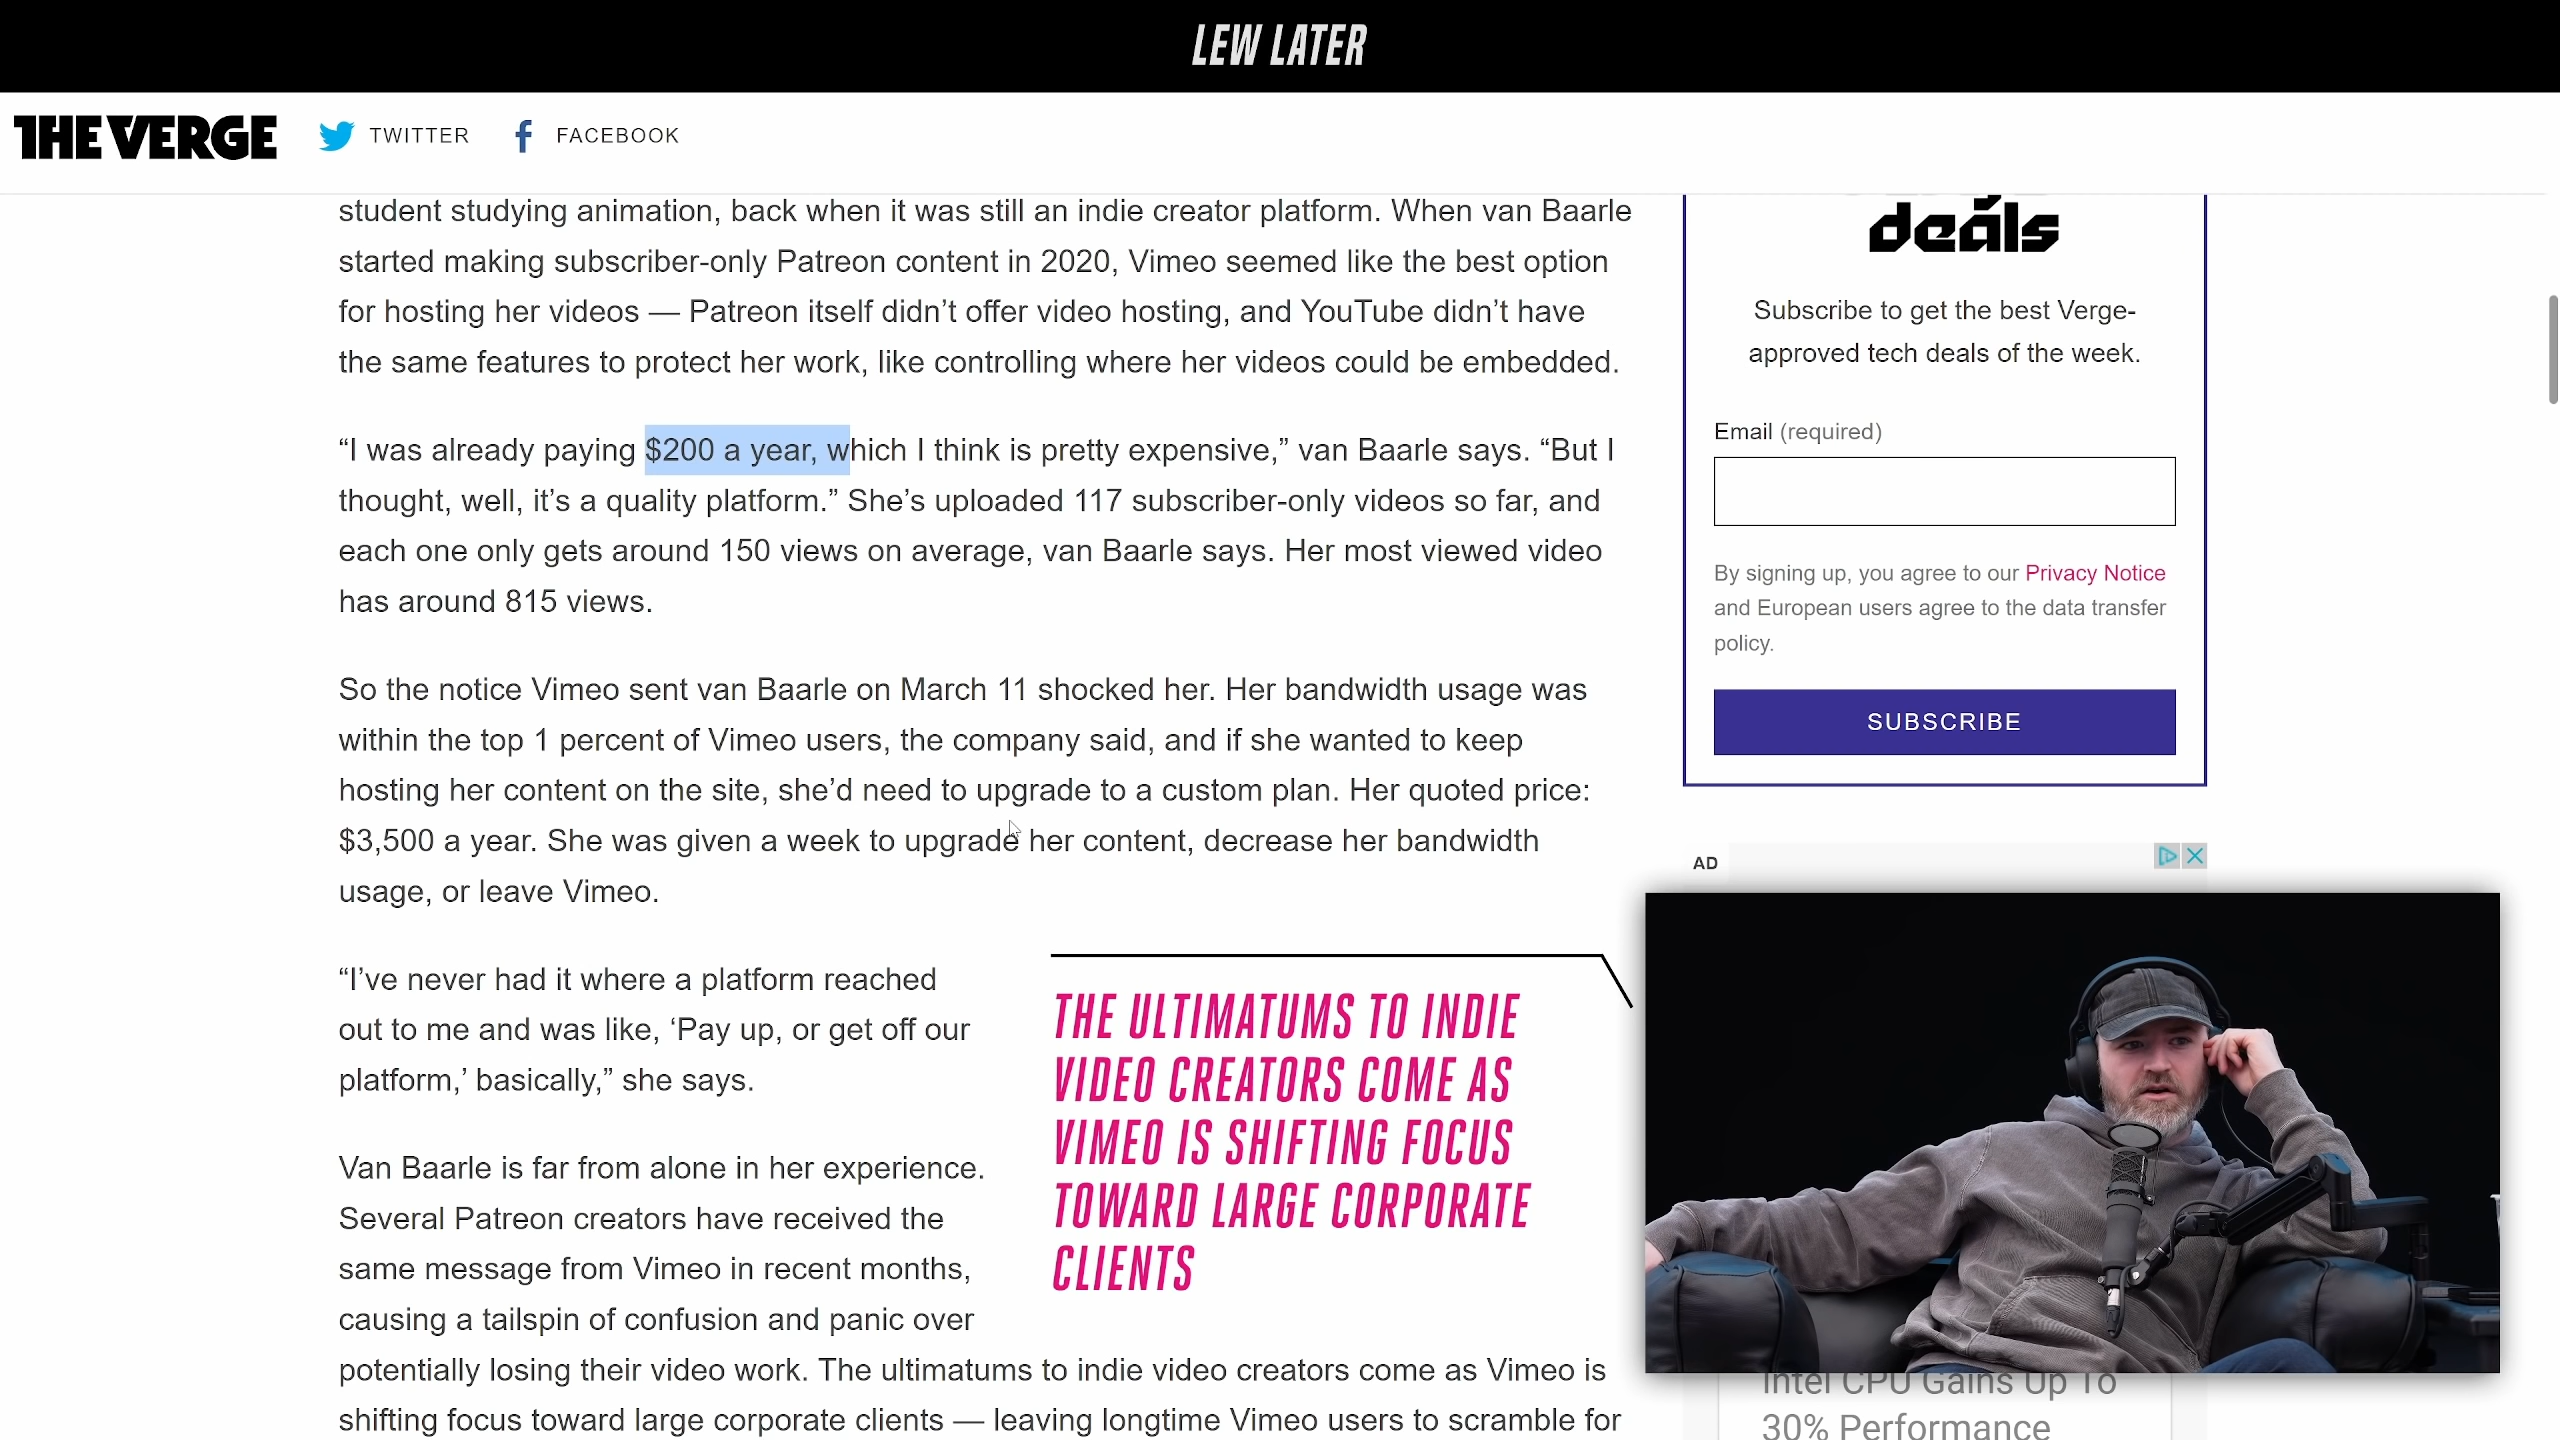 LEW LATER
THE VERGE
TWITTER
FACEBOOK
student studying animation, back when it was still an indie creator platform. When van Baarle
started making subscriber-only Patreon content in 2020, Vimeo seemed like the best option
for hosting her videos — Patreon itself didn’t offer video hosting, and YouTube didn’t have
the same features to protect her work, like controlling where her videos could be embedded.
“I was already paying $200 a year, which I think is pretty expensive,” van Baarle says. “But I
thought, well, it’s a quality platform.” She’s uploaded 117 subscriber-only videos so far, and
each one only gets around 150 views on average, van Baarle says. Her most viewed video
has around 815 views.
So the notice Vimeo sent van Baarle on March 11 shocked her. Her bandwidth usage was
within the top 1 percent of Vimeo users, the company said, and if she wanted to keep
hosting her content on the site, she’d need to upgrade to a custom plan. Her quoted price:
$3,500 a year. She was given a week to upgrade her content, decrease her bandwidth
usage, or leave Vimeo.
“I’ve never had it where a platform reached
out to me and was like, ‘Pay up, or get off our
platform,’ basically,” she says.
Van Baarle is far from alone in her experience.
Several Patreon creators have received the
same message from Vimeo in recent months,
causing a tailspin of confusion and panic over
potentially losing their video work. The ultimatums to indie video creators come as Vimeo is
shifting focus toward large corporate clients — leaving longtime Vimeo users to scramble for
THE ULTIMATUMS TO INDIE
VIDEO CREATORS COME AS
VIMEO IS SHIFTING FOCUS
TOWARD LARGE CORPORATE
CLIENTS
deals
Subscribe to get the best Verge-
approved tech deals of the week.
Email (required)
By signing up, you agree to our Privacy Notice
and European users agree to the data transfer
policy.
SUBSCRIBE
AD
Intel CPU Gains Up To
30% Performance